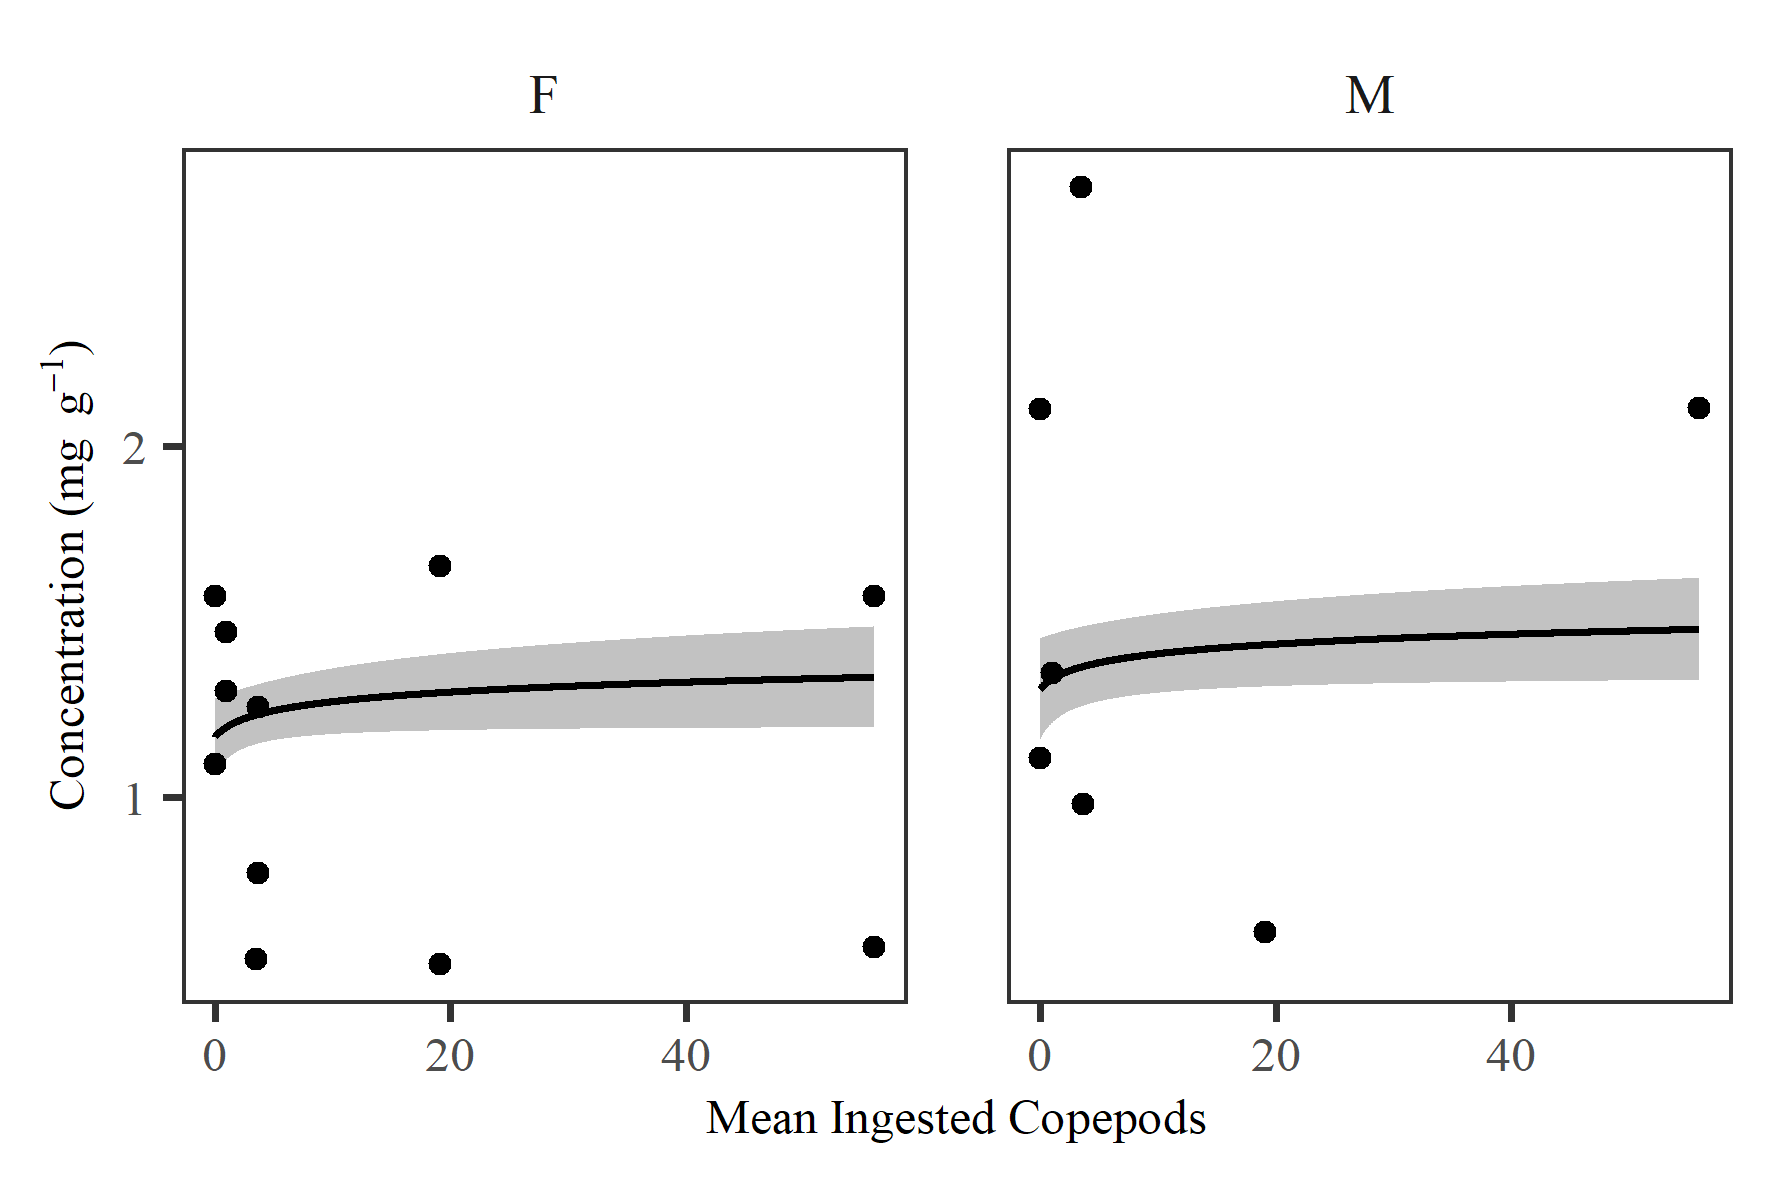 F
M
Concentration (mg g⁻¹)
2
1
0 20 40
0 20 40
Mean Ingested Copepods